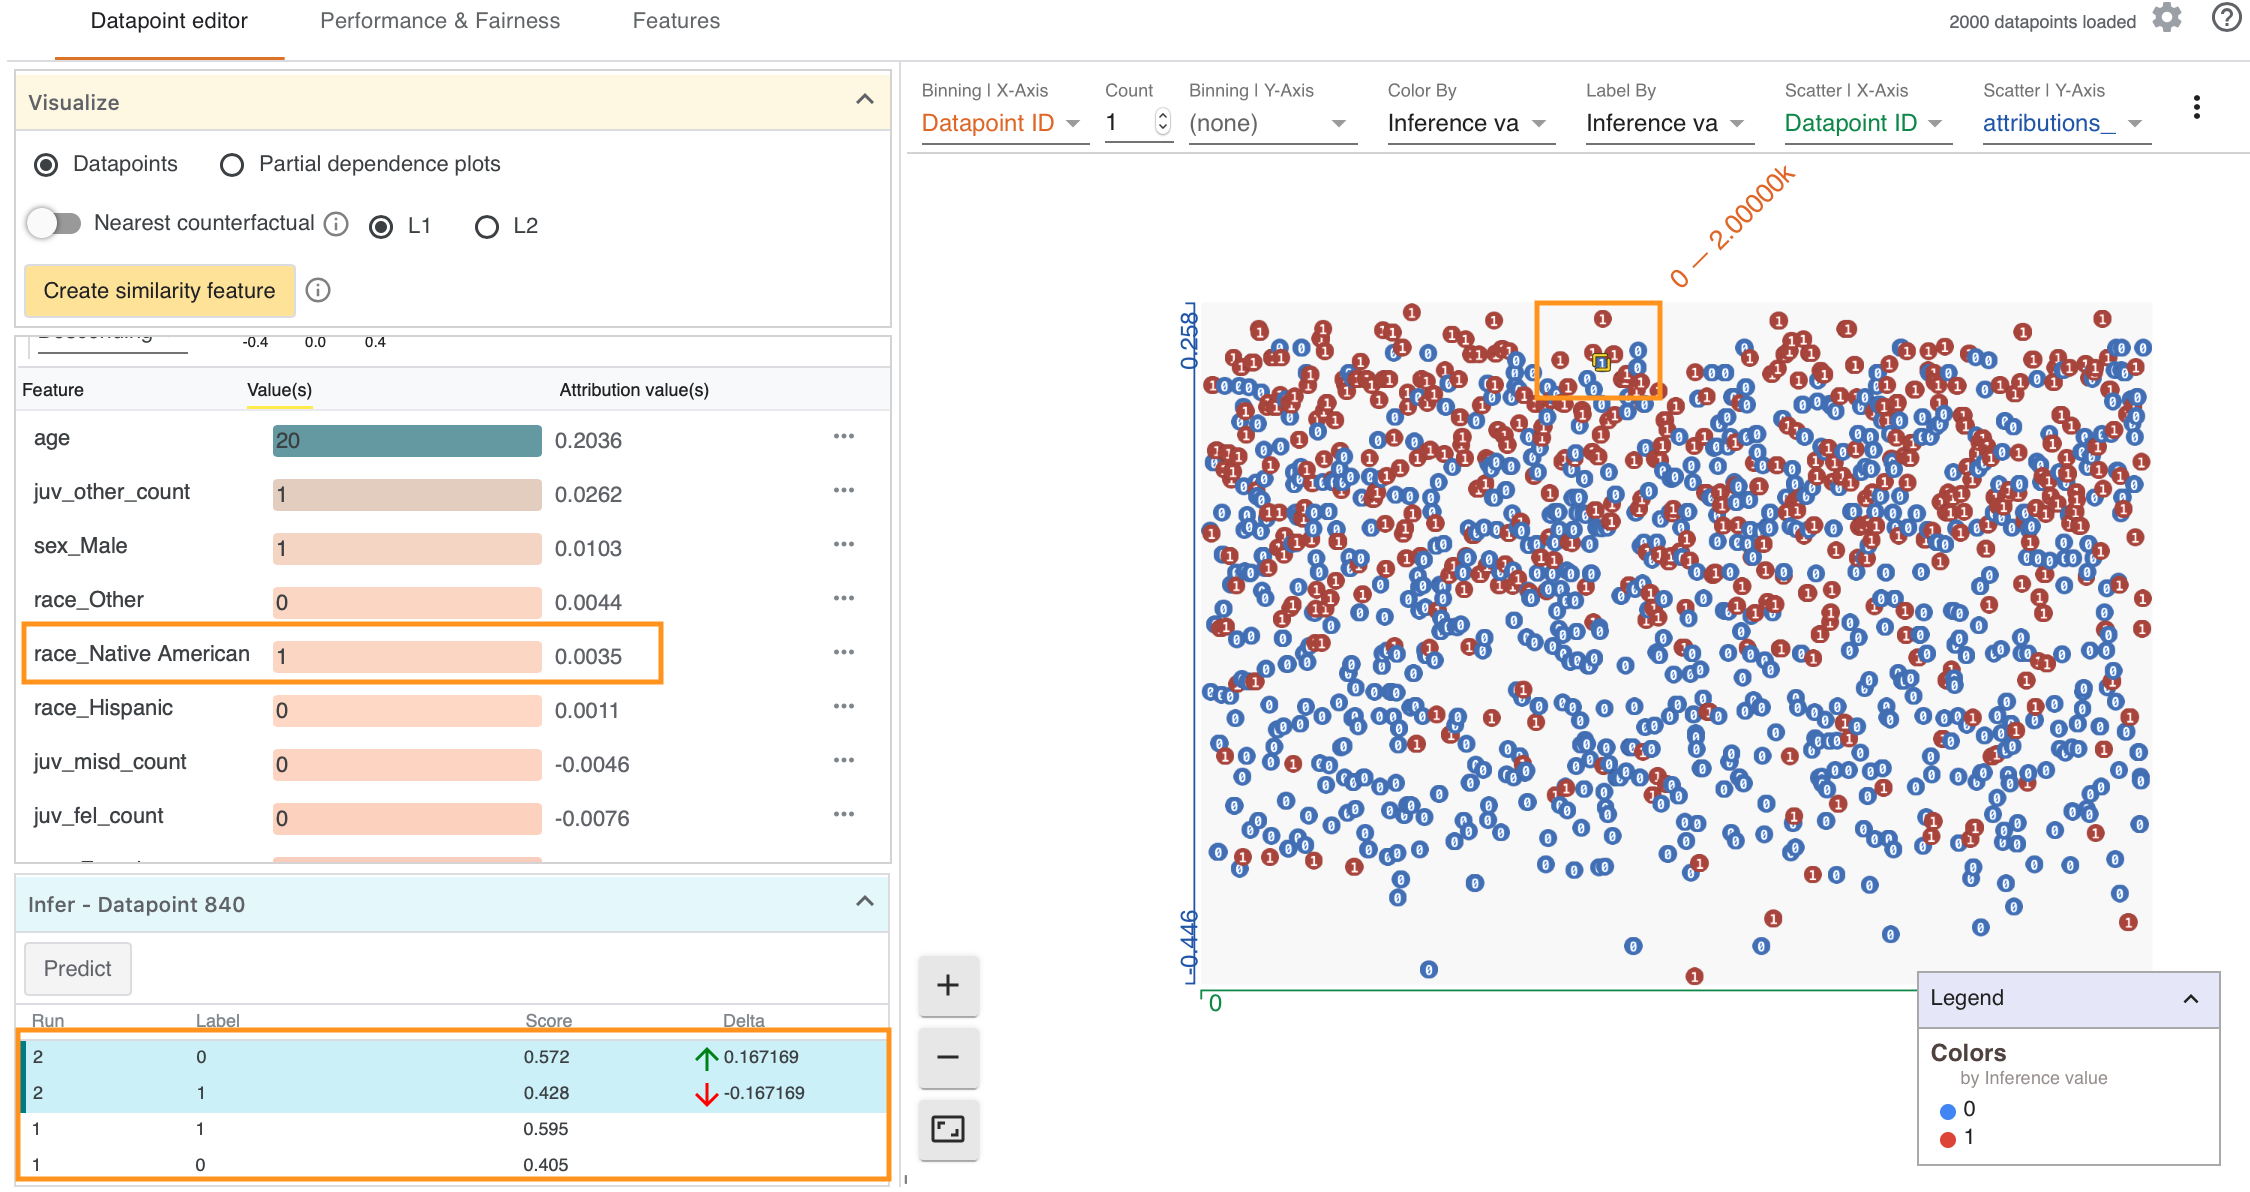 Datapoint editor
Performance & Fairness
Features
2000 datapoints loaded
Visualize
Datapoints
Partial dependence plots
Nearest counterfactual
L1
L2
Create similarity feature
-0.4 0.0 0.4
Feature Value(s) Attribution value(s)
age 20 0.2036
juv_other_count 1 0.0262
sex_Male 1 0.0103
race_Other 0 0.0044
race_Native American 1 0.0035
race_Hispanic 0 0.0011
juv_misd_count 0 -0.0046
juv_fel_count 0 -0.0076
Infer - Datapoint 840
Predict
Run Label Score Delta
2 0 0.572 0.167169
2 1 0.428 -0.167169
1 1 0.595
1 0 0.405
Binning | X-Axis
Datapoint ID
Count
1
Binning | Y-Axis
(none)
Color By
Inference va
Label By
Inference va
Scatter | X-Axis
Datapoint ID
Scatter | Y-Axis
attributions_
0 — 2.00000k
0.258
-0.446
0
Legend
Colors
by Inference value
0
1